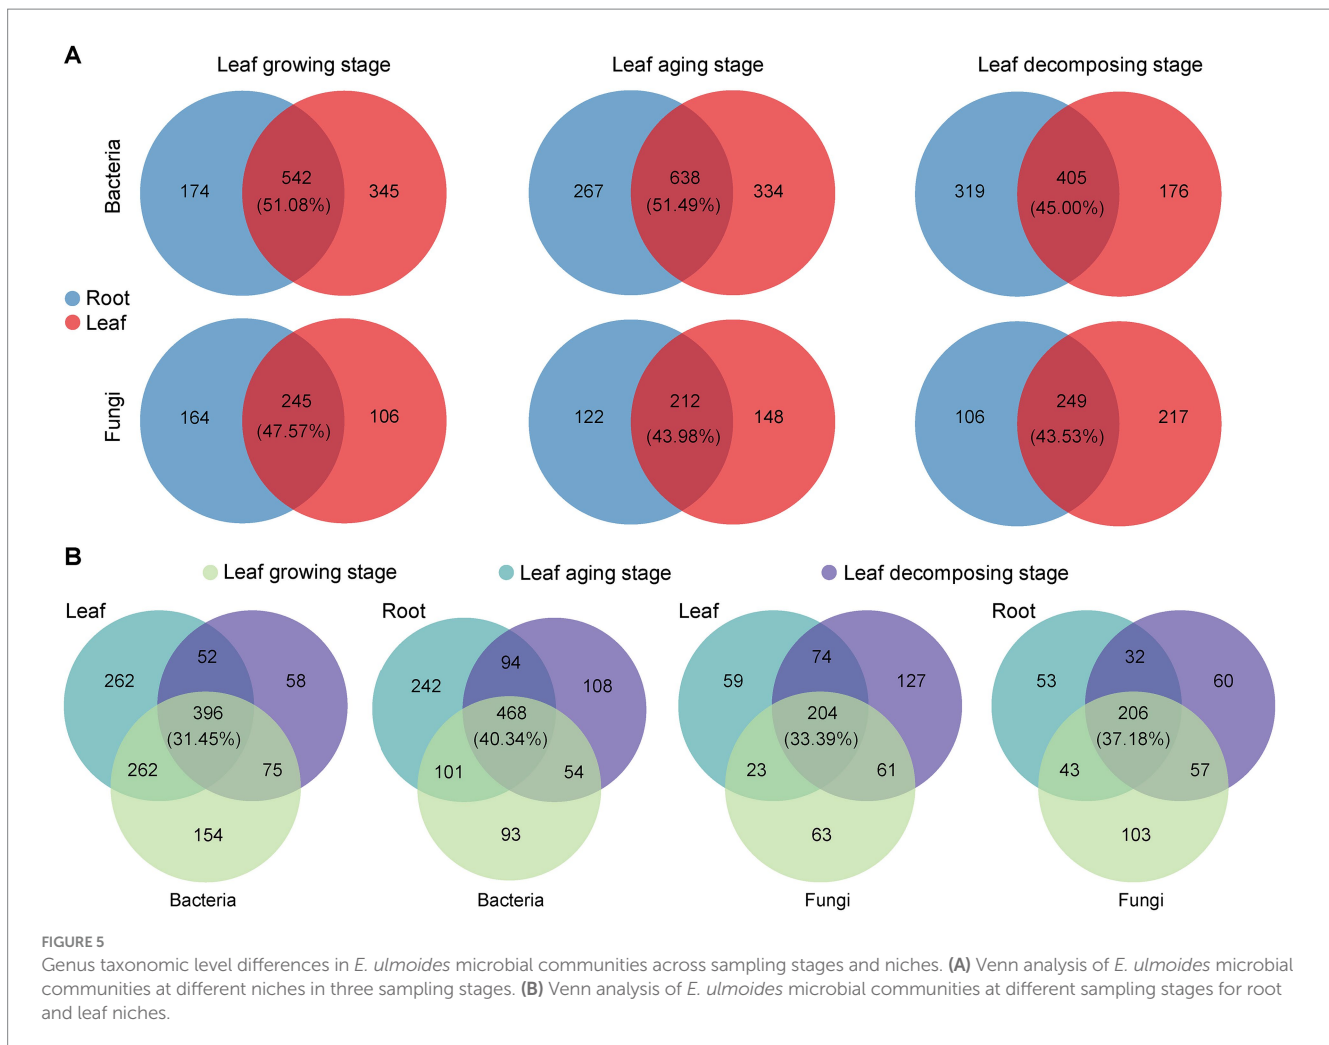 A
Leaf growing stage
Leaf aging stage
Leaf decomposing stage
Bacteria
174
542
(51.08%)
345
267
638
(51.49%)
334
319
405
(45.00%)
176
Root
Leaf
Fungi
164
245
(47.57%)
106
122
212
(43.98%)
148
106
249
(43.53%)
217
B
Leaf growing stage
Leaf aging stage
Leaf decomposing stage
Leaf
262
52
58
396
(31.45%)
262
75
154
Bacteria
Root
242
94
108
468
(40.34%)
101
54
93
Bacteria
Leaf
59
74
127
204
(33.39%)
23
61
63
Fungi
Root
53
32
60
206
(37.18%)
43
57
103
Fungi
FIGURE 5
Genus taxonomic level differences in E. ulmoides microbial communities across sampling stages and niches. (A) Venn analysis of E. ulmoides microbial
communities at different niches in three sampling stages. (B) Venn analysis of E. ulmoides microbial communities at different sampling stages for root
and leaf niches.